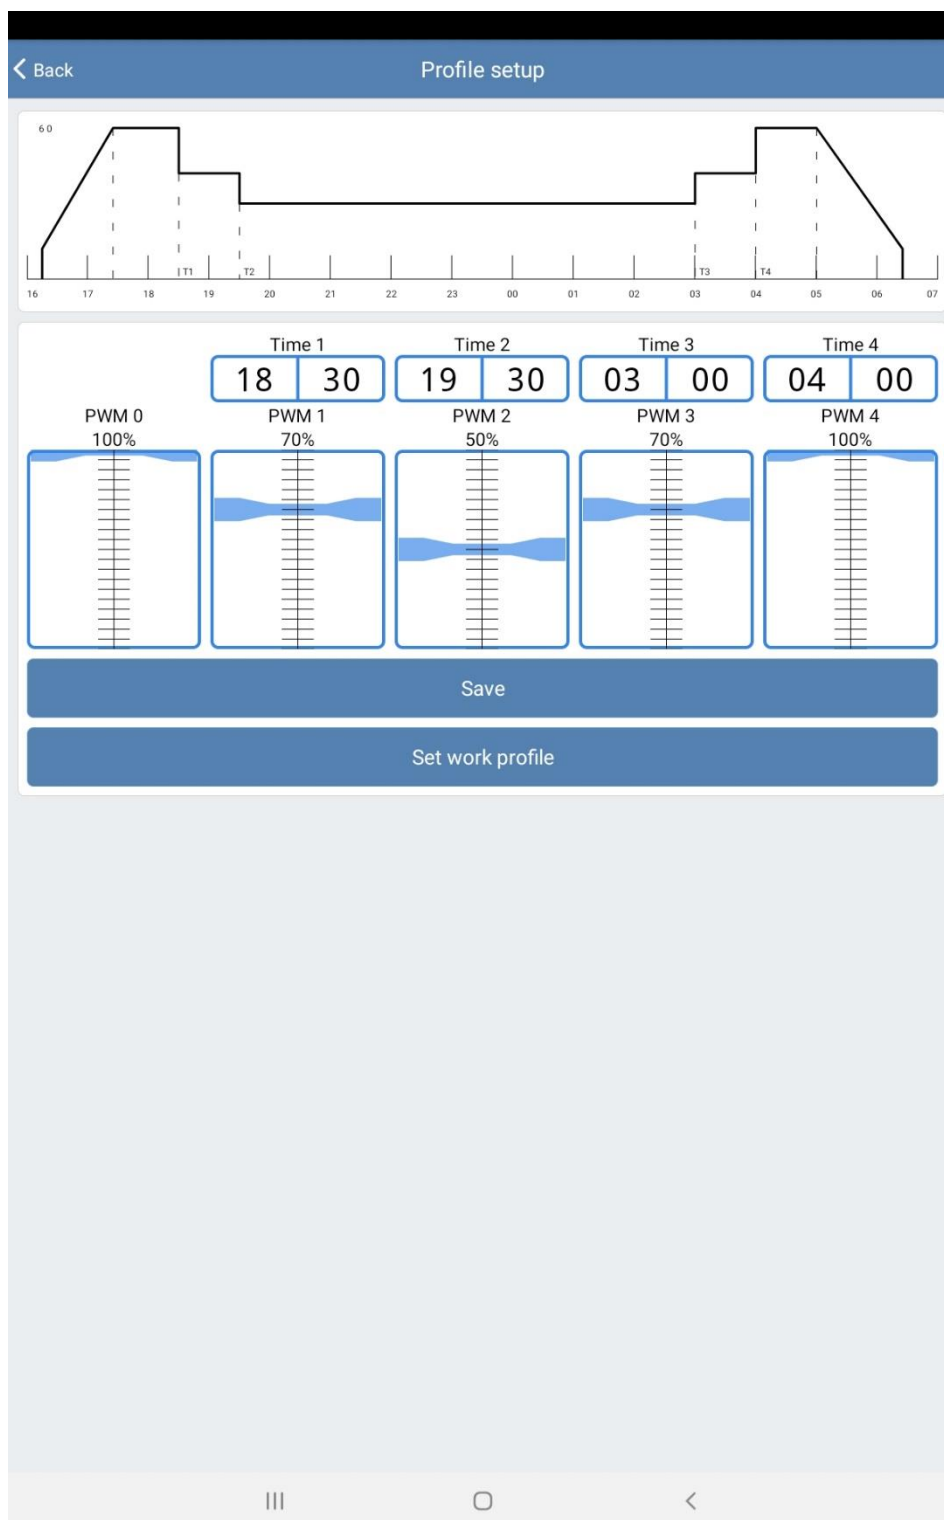 Back
Profile setup
60
T1 T2 T3 T4
16 17 18 19 20 21 22 23 00 01 02 03 04 05 06 07
Time 1 Time 2 Time 3 Time 4
18 30 19 30 03 00 04 00
PWM 0 PWM 1 PWM 2 PWM 3 PWM 4
100% 70% 50% 70% 100%
Save
Set work profile